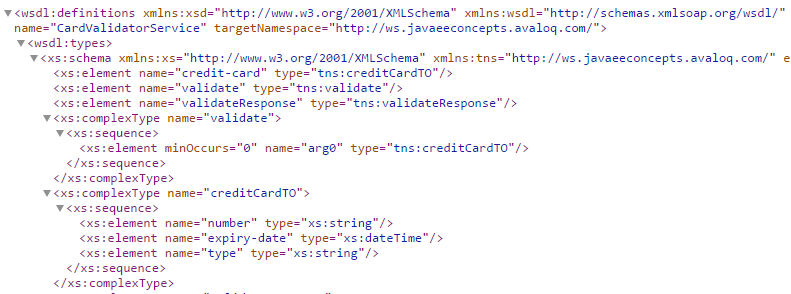 <wsdl:definitions xmlns:xsd="http://www.w3.org/2001/XMLSchema" xmlns:wsdl="http://schemas.xmlsoap.org/wsdl/"
name="CardValidatorService" targetNamespace="http://ws.javaeeconcepts.avaloq.com/">
<wsdl:types>
<xs:schema xmlns:xs="http://www.w3.org/2001/XMLSchema" xmlns:tns="http://ws.javaeeconcepts.avaloq.com/" e
<xs:element name="credit-card" type="tns:creditCardTO"/>
<xs:element name="validate" type="tns:validate"/>
<xs:element name="validateResponse" type="tns:validateResponse"/>
<xs:complexType name="validate">
<xs:sequence>
<xs:element minOccurs="0" name="arg0" type="tns:creditCardTO"/>
</xs:sequence>
</xs:complexType>
<xs:complexType name="creditCardTO">
<xs:sequence>
<xs:element name="number" type="xs:string"/>
<xs:element name="expiry-date" type="xs:dateTime"/>
<xs:element name="type" type="xs:string"/>
</xs:sequence>
</xs:complexType>